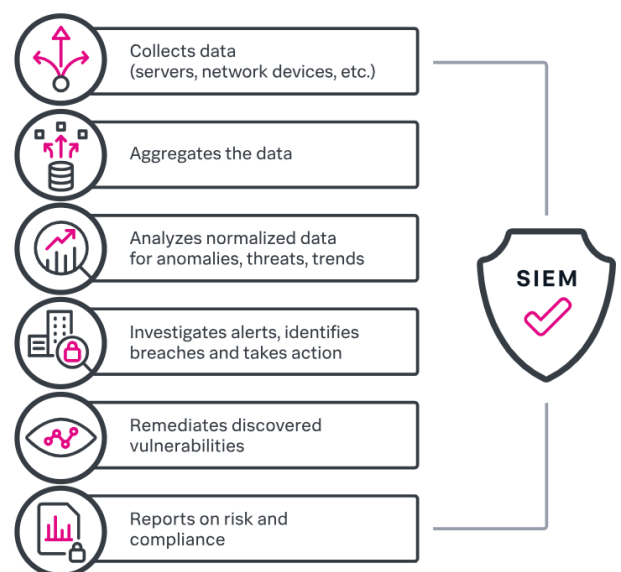 Collects data
(servers, network devices, etc.)
Aggregates the data
Analyzes normalized data
for anomalies, threats, trends
Investigates alerts, identifies
breaches and takes action
Remediates discovered
vulnerabilities
Reports on risk and
compliance
SIEM